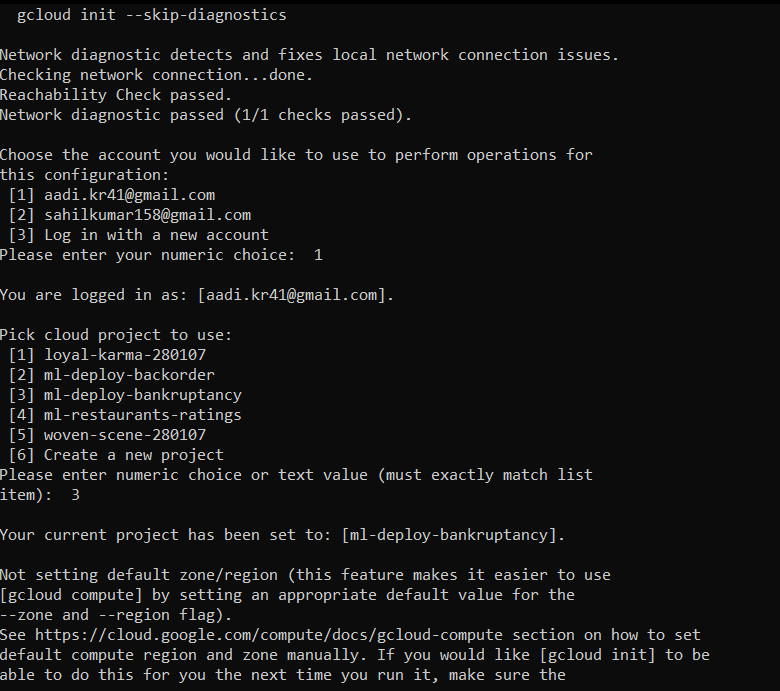 gcloud init --skip-diagnostics
Network diagnostic detects and fixes local network connection issues.
Checking network connection...done.
Reachability Check passed.
Network diagnostic passed (1/1 checks passed).
Choose the account you would like to use to perform operations for
this configuration:
[1] aadi.kr41@gmail.com
[2] sahilkumar158@gmail.com
[3] Log in with a new account
Please enter your numeric choice:  1
You are logged in as: [aadi.kr41@gmail.com].
Pick cloud project to use:
[1] loyal-karma-280107
[2] ml-deploy-backorder
[3] ml-deploy-bankruptancy
[4] ml-restaurants-ratings
[5] woven-scene-280107
[6] Create a new project
Please enter numeric choice or text value (must exactly match list
item):  3
Your current project has been set to: [ml-deploy-bankruptancy].
Not setting default zone/region (this feature makes it easier to use
[gcloud compute] by setting an appropriate default value for the
--zone and --region flag).
See https://cloud.google.com/compute/docs/gcloud-compute section on how to set
default compute region and zone manually. If you would like [gcloud init] to be
able to do this for you the next time you run it, make sure the